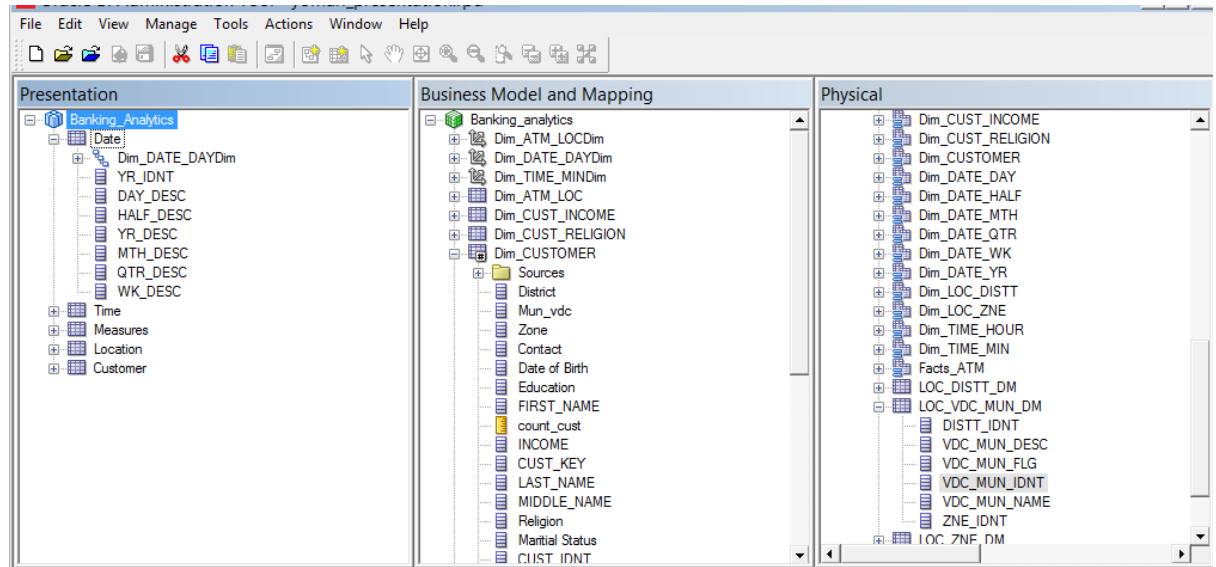 File Edit View Manage Tools Actions Window Help
Presentation
Banking_Analytics
Date
Dim_DATE_DAYDim
YR_IDNT
DAY_DESC
HALF_DESC
YR_DESC
MTH_DESC
QTR_DESC
WK_DESC
Time
Measures
Location
Customer
Business Model and Mapping
Banking_analytics
Dim_ATM_LOCDim
Dim_DATE_DAYDim
Dim_TIME_MINDim
Dim_ATM_LOC
Dim_CUST_INCOME
Dim_CUST_RELIGION
Dim_CUSTOMER
Sources
District
Mun_vdc
Zone
Contact
Date of Birth
Education
FIRST_NAME
count_cust
INCOME
CUST_KEY
LAST_NAME
MIDDLE_NAME
Religion
Maritial Status
CUST_IDNT
Physical
Dim_CUST_INCOME
Dim_CUST_RELIGION
Dim_CUSTOMER
Dim_DATE_DAY
Dim_DATE_HALF
Dim_DATE_MTH
Dim_DATE_QTR
Dim_DATE_WK
Dim_DATE_YR
Dim_LOC_DISTT
Dim_LOC_ZNE
Dim_TIME_HOUR
Dim_TIME_MIN
Facts_ATM
LOC_DISTT_DM
LOC_VDC_MUN_DM
DISTT_IDNT
VDC_MUN_DESC
VDC_MUN_FLG
VDC_MUN_IDNT
VDC_MUN_NAME
ZNE_IDNT
LOC_ZNE_DM